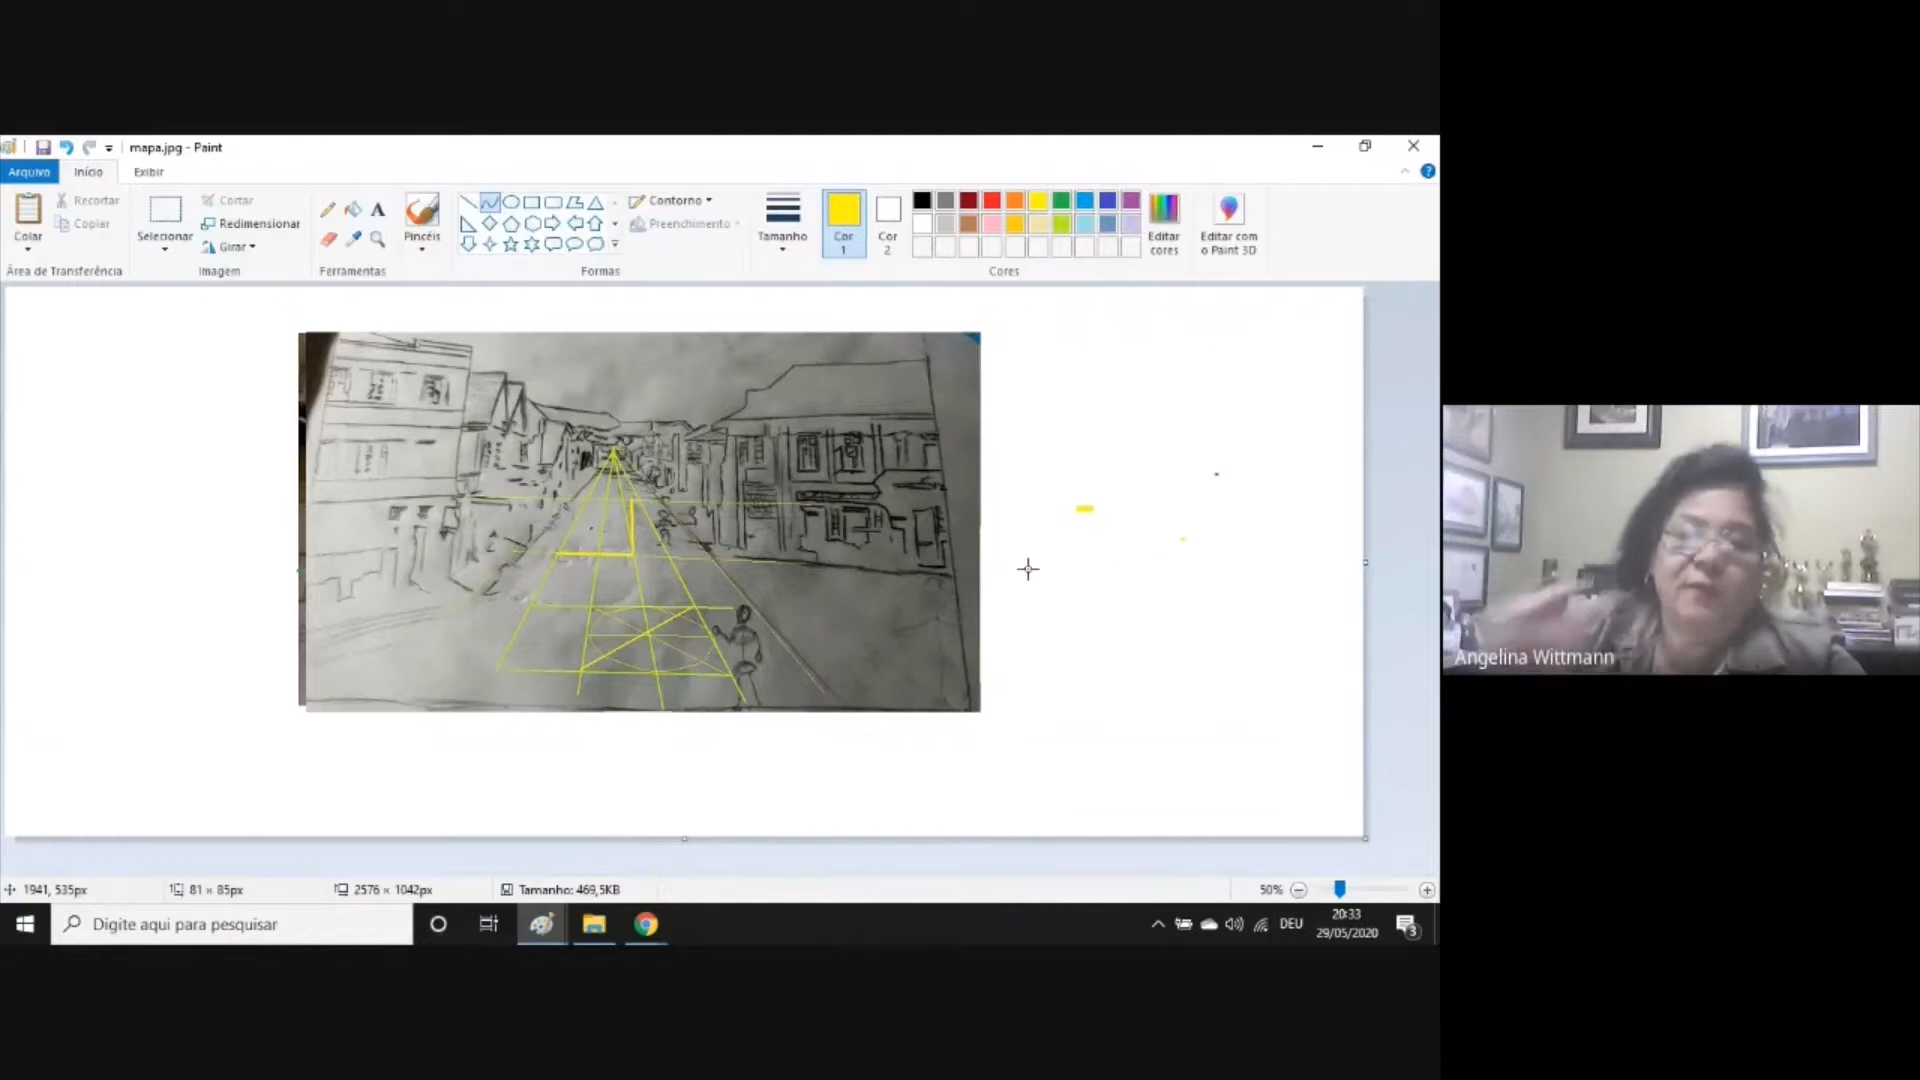 mapa.jpg - Paint
Arquivo Início Exibir
Colar
Recortar
Copiar
Área de Transferência
Selecionar
Cortar
Redimensionar
Girar
Imagem
Ferramentas
A
Pincéis
Contorno
Preenchimento
Formas
Tamanho
Cor
1
Cor
2
Cores
Editar
cores
Editar com
o Paint 3D
Angelina Wittmann
1941, 535px 81 × 85px 2576 × 1042px Tamanho: 469,5KB 50%
Digite aqui para pesquisar
DEU
20:33
29/05/2020
3